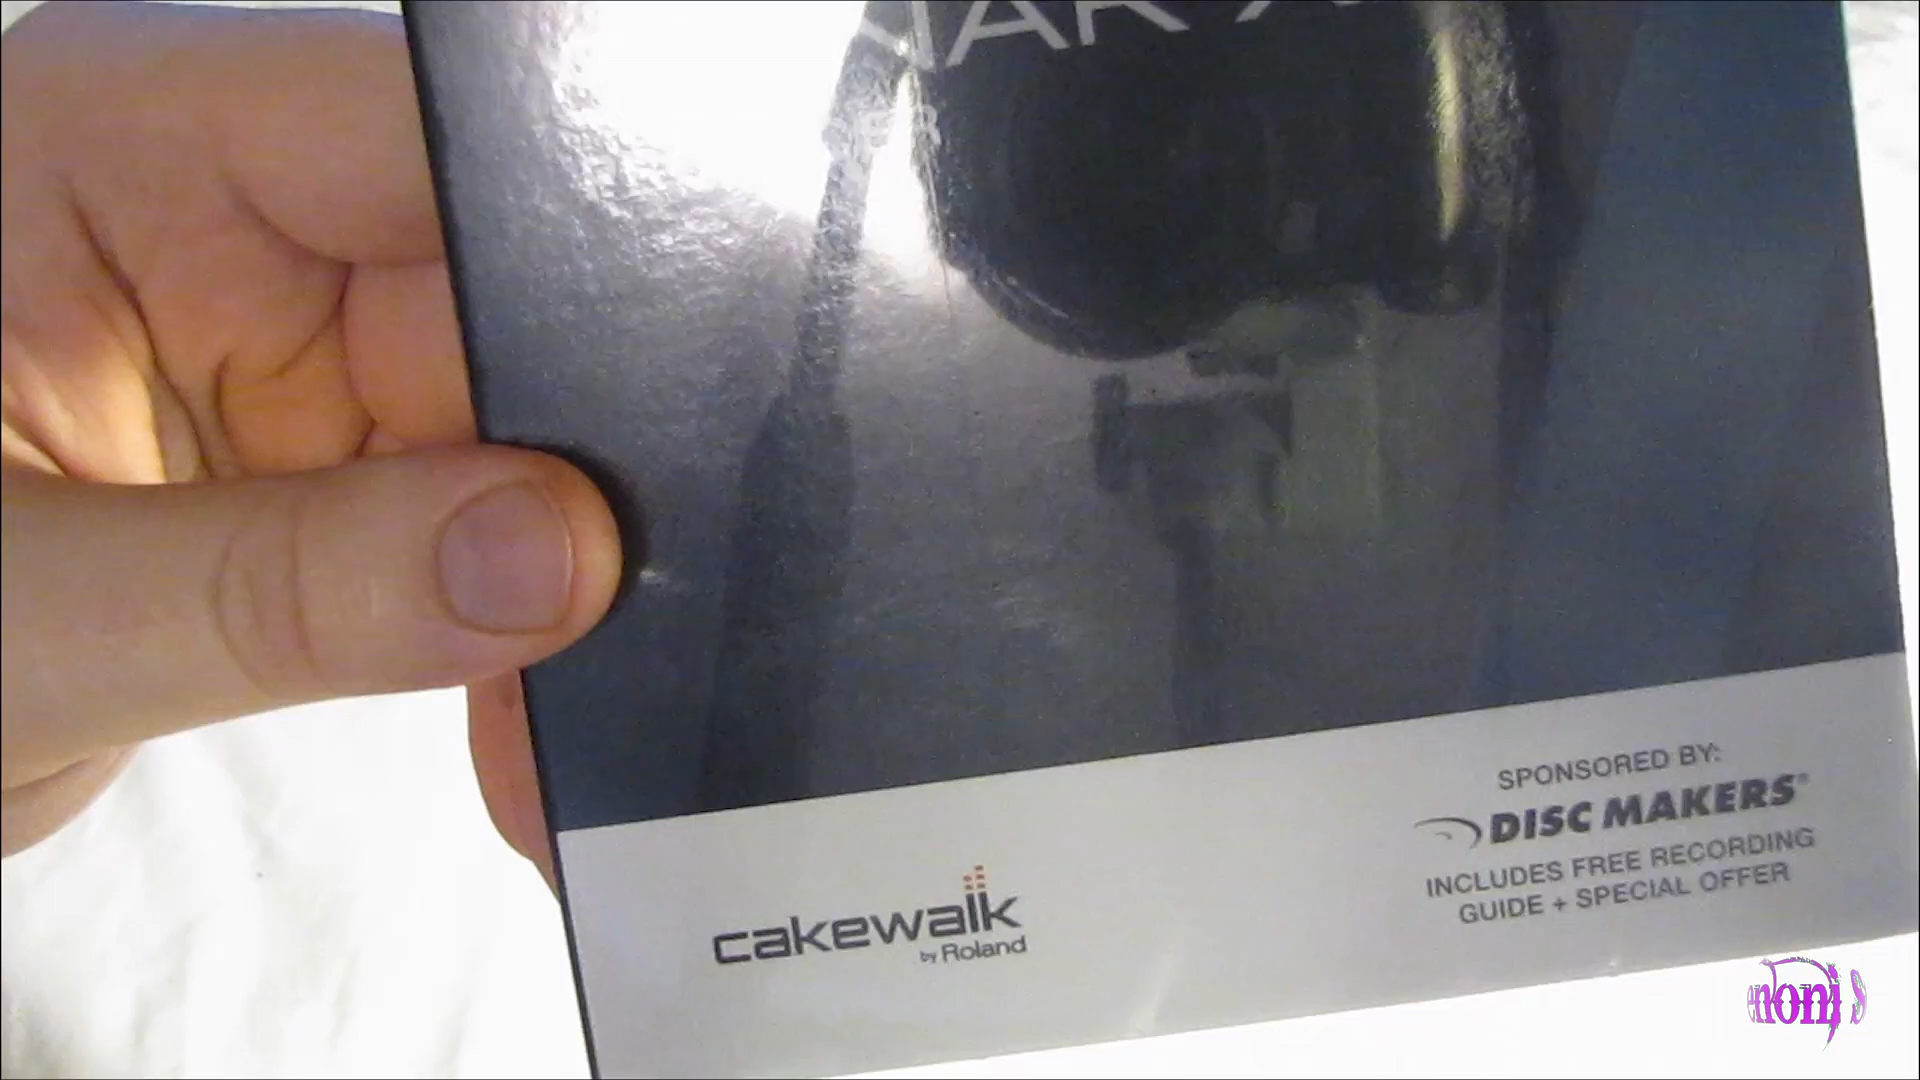 cakewalk
by Roland
SPONSORED BY:
DISC MAKERS®
INCLUDES FREE RECORDING
GUIDE + SPECIAL OFFER